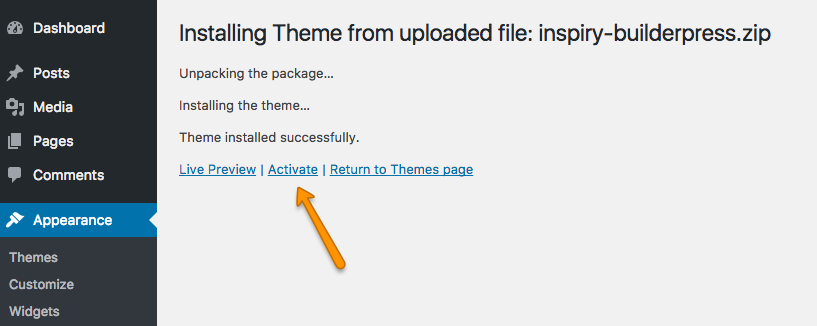 Dashboard
Posts
Media
Pages
Comments
Appearance
Themes
Customize
Widgets
Installing Theme from uploaded file: inspiry-builderpress.zip
Unpacking the package...
Installing the theme...
Theme installed successfully.
Live Preview | Activate | Return to Themes page